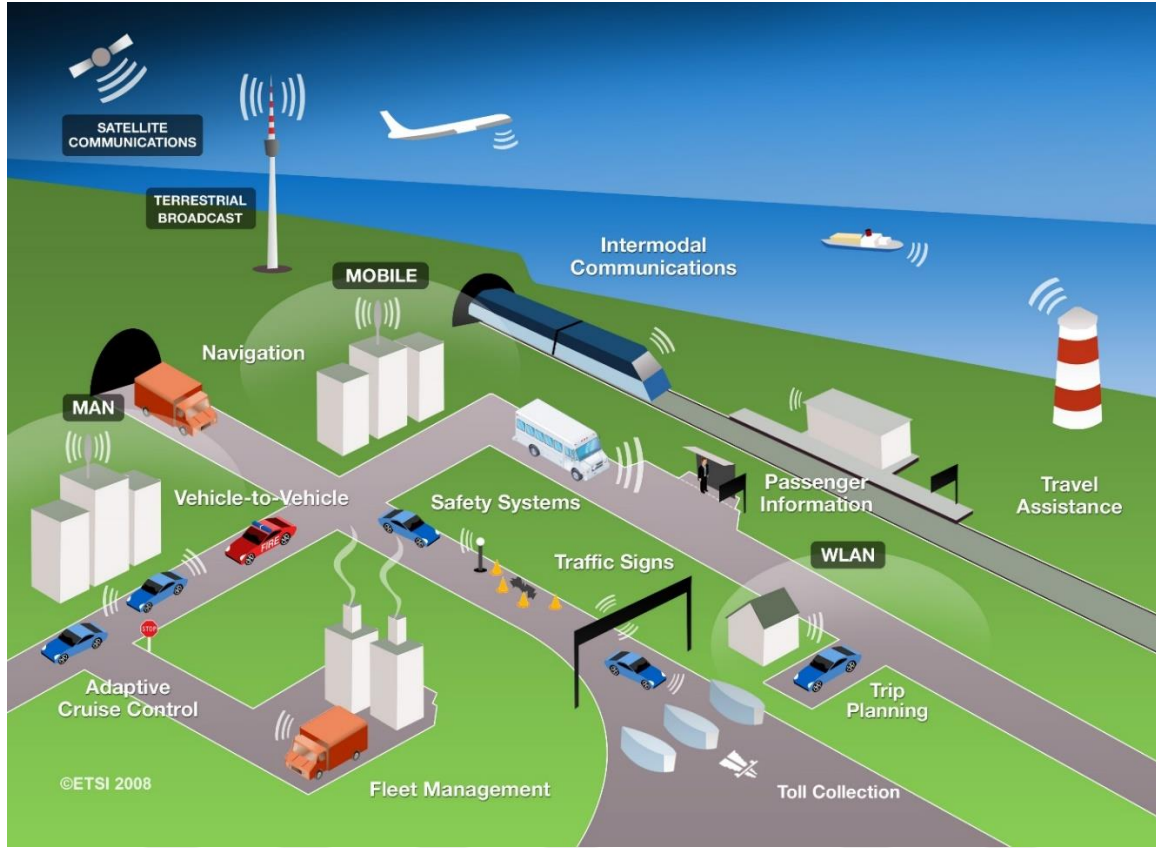 SATELLITE
COMMUNICATIONS
TERRESTRIAL
BROADCAST
Intermodal
Communications
MOBILE
Navigation
MAN
Vehicle-to-Vehicle
Safety Systems
Passenger
Information
Travel
Assistance
FIRE
Traffic Signs
WLAN
STOP
Adaptive
Cruise Control
Trip
Planning
©ETSI 2008
Fleet Management
Toll Collection